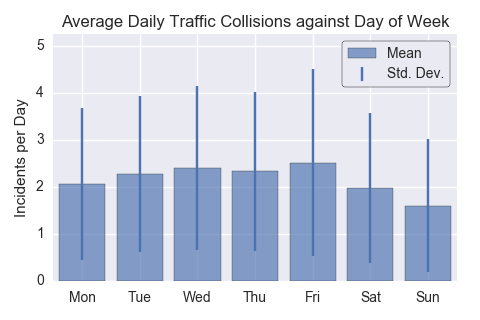 Average Daily Traffic Collisions against Day of Week
Mean
Std. Dev.
Incidents per Day
5
4
3
2
1
0
Mon Tue Wed Thu Fri Sat Sun